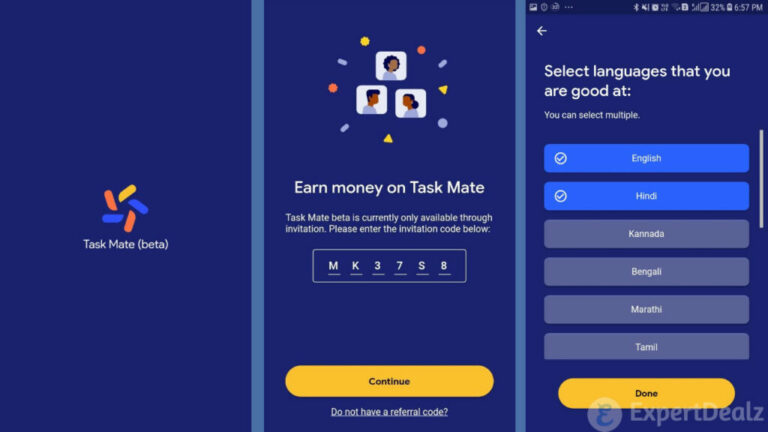 Task Mate (beta)
Earn money on Task Mate
Task Mate beta is currently only available through
invitation. Please enter the invitation code below:
M K 3 7 S 8
Continue
Do not have a referral code?
32% 6:57 PM
Select languages that you
are good at:
You can select multiple.
English
Hindi
Kannada
Bengali
Marathi
Tamil
Done
ExpertDealz